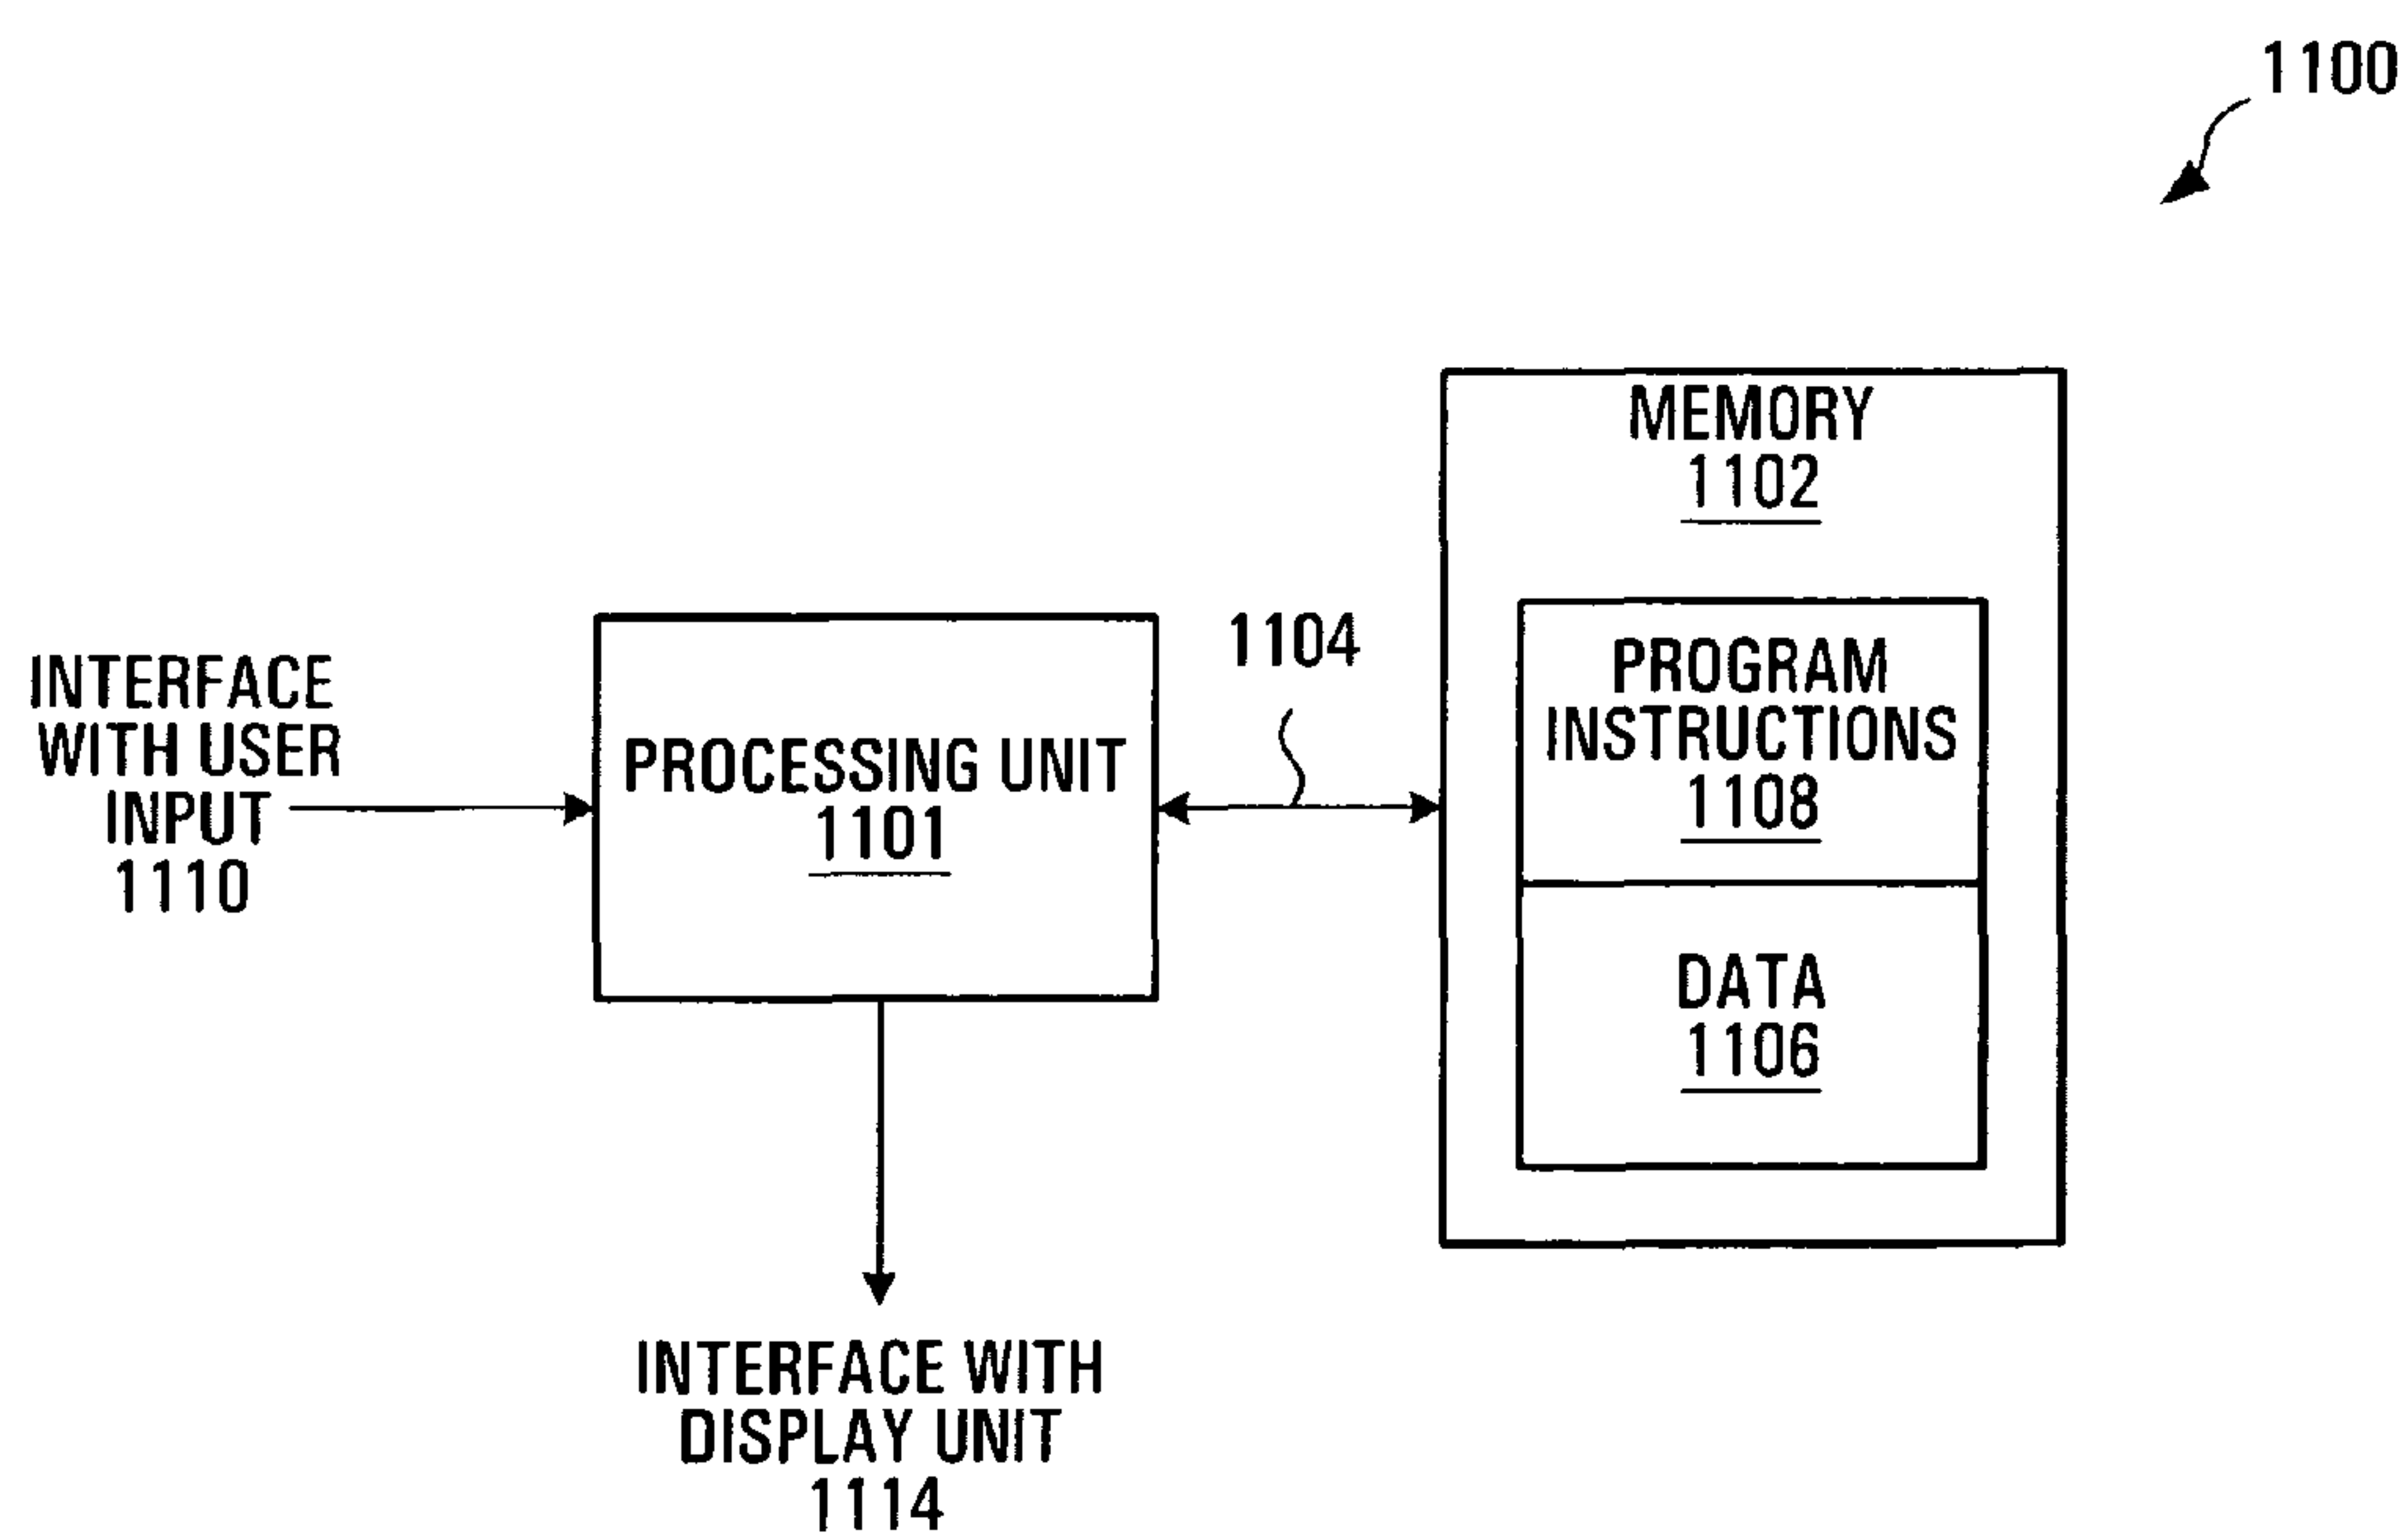 1100
MEMORY
1102
PROGRAM
INSTRUCTIONS
1108
DATA
1106
1104
PROCESSING UNIT
1101
INTERFACE
WITH USER
INPUT
1110
INTERFACE WITH
DISPLAY UNIT
1114